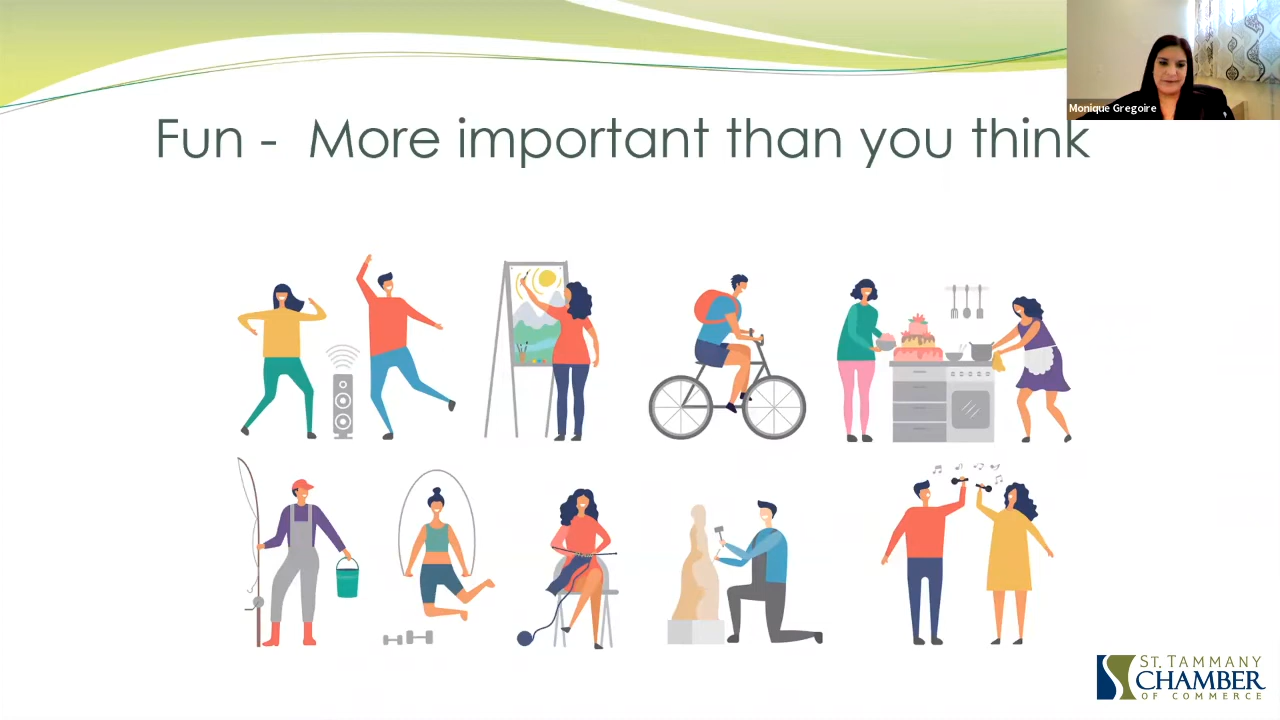 Monique Gregoire
Fun - More important than you think
ST. TAMMANY
CHAMBER
OF COMMERCE